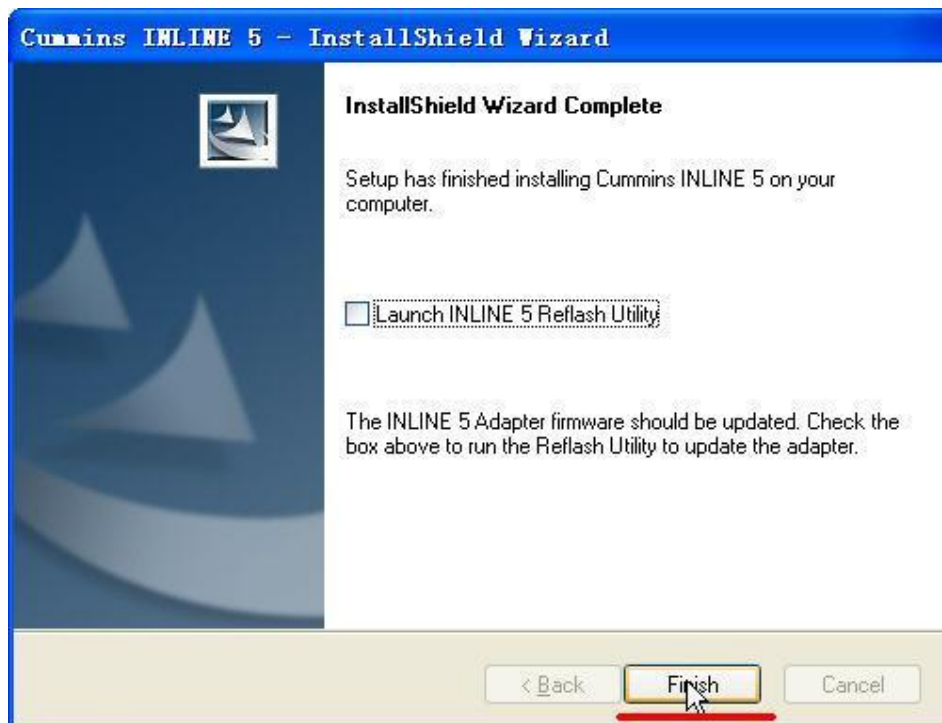 Cummins INLINE 5 - InstallShield Wizard
InstallShield Wizard Complete
Setup has finished installing Cummins INLINE 5 on your
computer.
Launch INLINE 5 Reflash Utility
The INLINE 5 Adapter firmware should be updated. Check the
box above to run the Reflash Utility to update the adapter.
< Back Finish Cancel